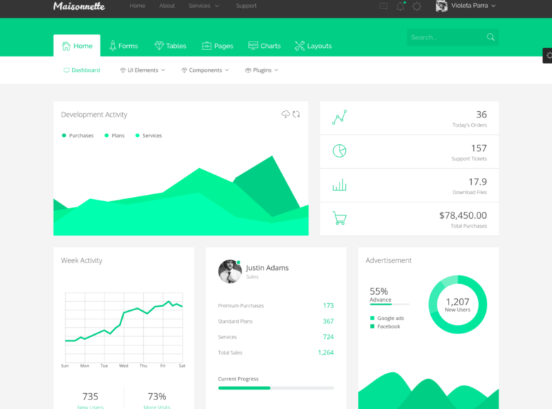 Maisonnette Home About Services Support Violeta Parra
Home Forms Tables Pages Charts Layouts Search...
Dashboard UI Elements Components Plugins
Development Activity
Purchases Plans Services
36
Today's Orders
157
Support Tickets
17.9
Download Files
$78,450.00
Total Purchased
Week Activity
Sun Mon Tue Wed Thu Fri Sat
735
New Users
73%
More Visits
Justin Adams
Sales
Premium Purchases 173
Standard Plans 367
Services 724
Total Sales 1,264
Current Progress
Advertisement
55%
Advance
Google ads
Facebook
1,207
New Users